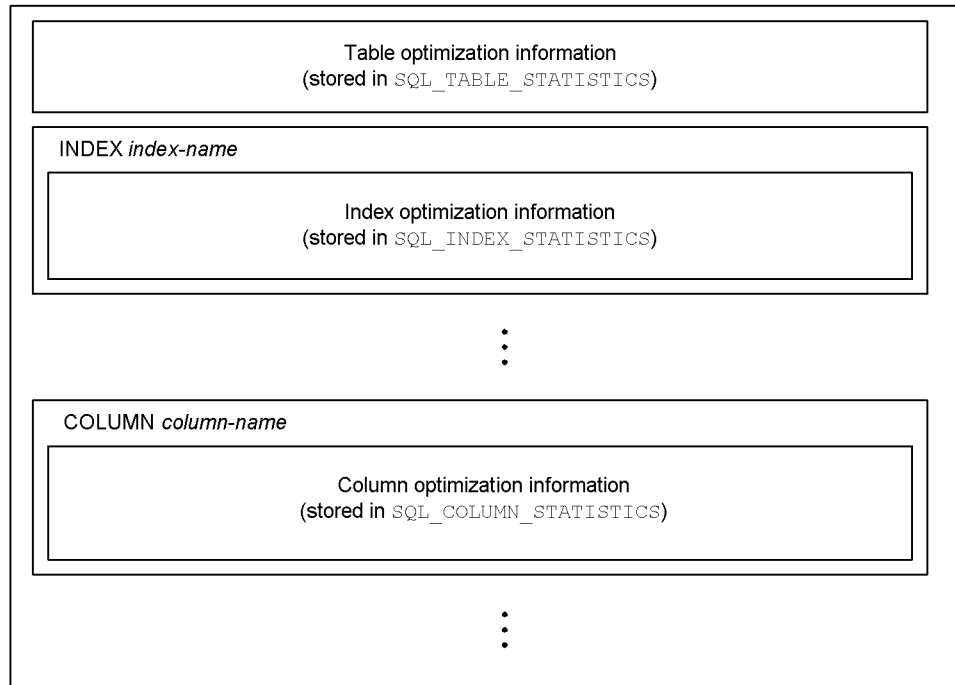 Table optimization information
(stored in SQL_TABLE_STATISTICS)
INDEX index-name
Index optimization information
(stored in SQL_INDEX_STATISTICS)
COLUMN column-name
Column optimization information
(stored in SQL_COLUMN_STATISTICS)